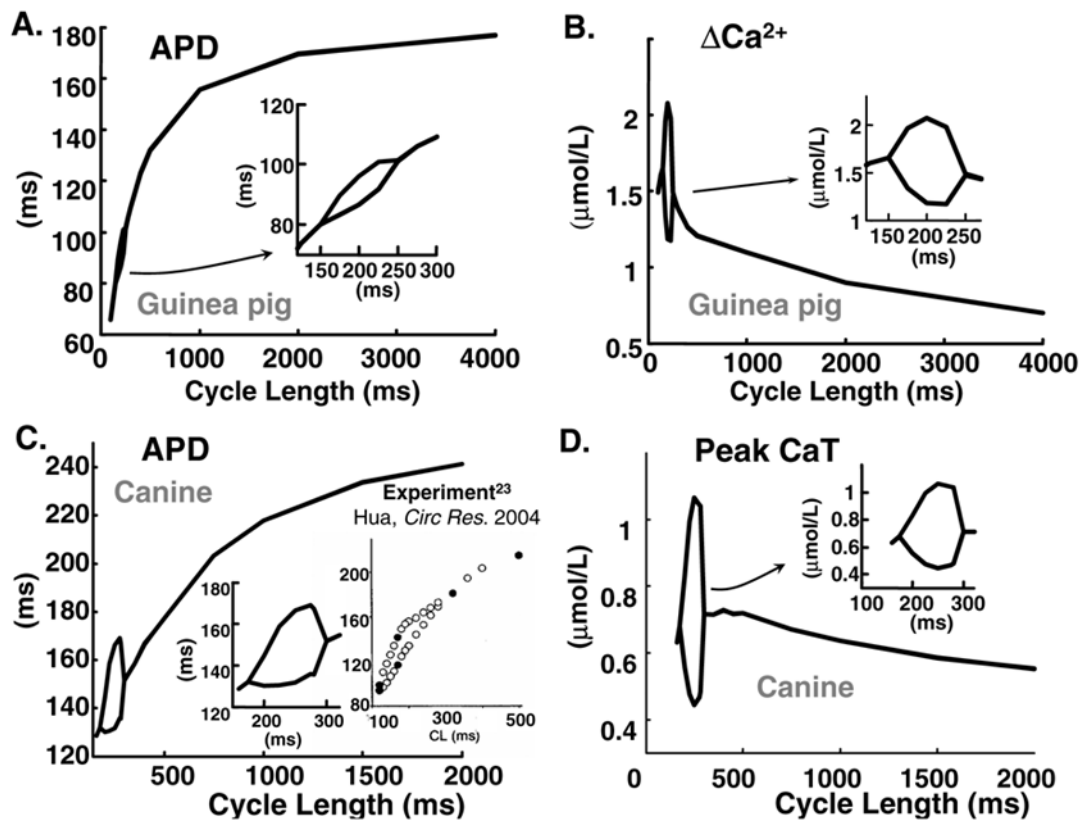 A.
APD
(ms)
180
160
140
120
100
80
60
0
1000
2000
3000
4000
Cycle Length (ms)
Guinea pig
(ms)
120
100
80
150 200 250 300
(ms)
B.
ΔCa²⁺
(μmol/L)
2
1.5
1
0.5
0
1000
2000
3000
4000
Cycle Length (ms)
Guinea pig
(μmol/L)
2
1.5
1
150 200 250
(ms)
C.
APD
Canine
(ms)
240
220
200
180
160
140
120
500
1000
1500
2000
Cycle Length (ms)
(ms)
180
160
140
120
200 300
(ms)
Experiment²³
Hua, Circ Res. 2004
200
160
120
80
100 300 500
CL (ms)
D.
Peak CaT
(μmol/L)
1
0.8
0.6
0.4
0 500 1000 1500 2000
Cycle Length (ms)
Canine
(μmol/L)
1
0.8
0.6
0.4
100 200 300
(ms)